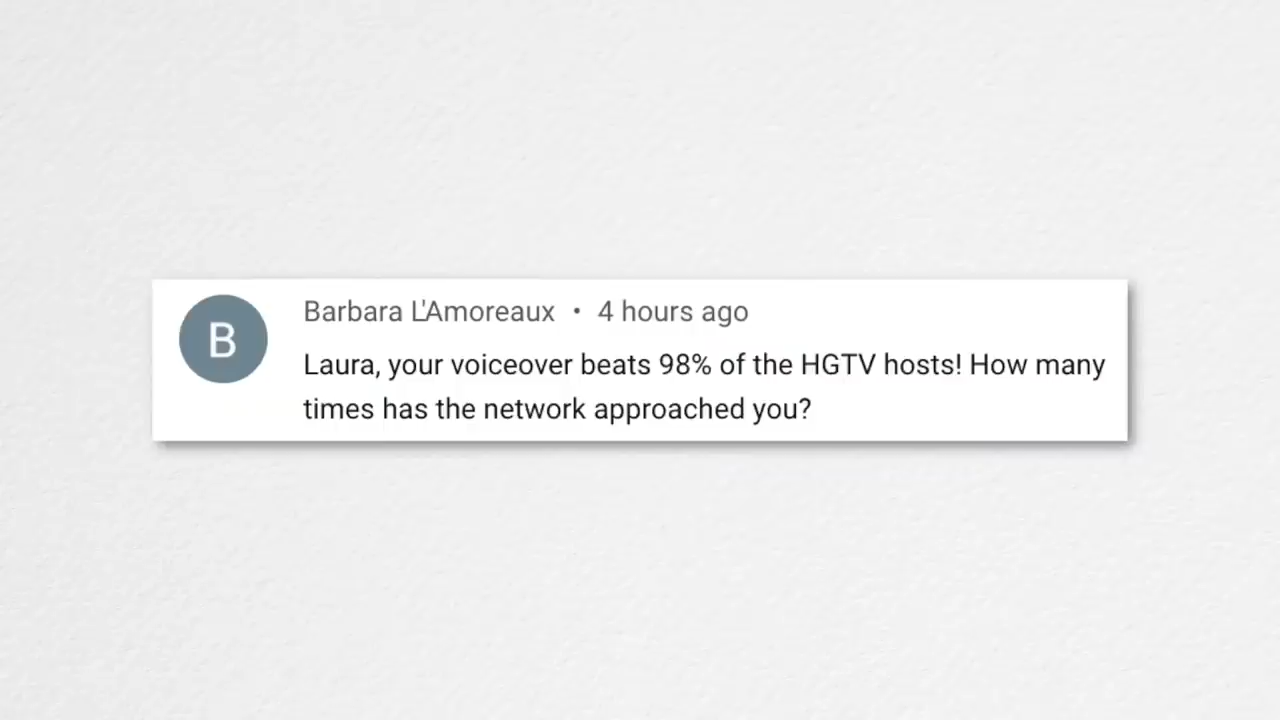 B
Barbara L'Amoreaux • 4 hours ago
Laura, your voiceover beats 98% of the HGTV hosts! How many
times has the network approached you?